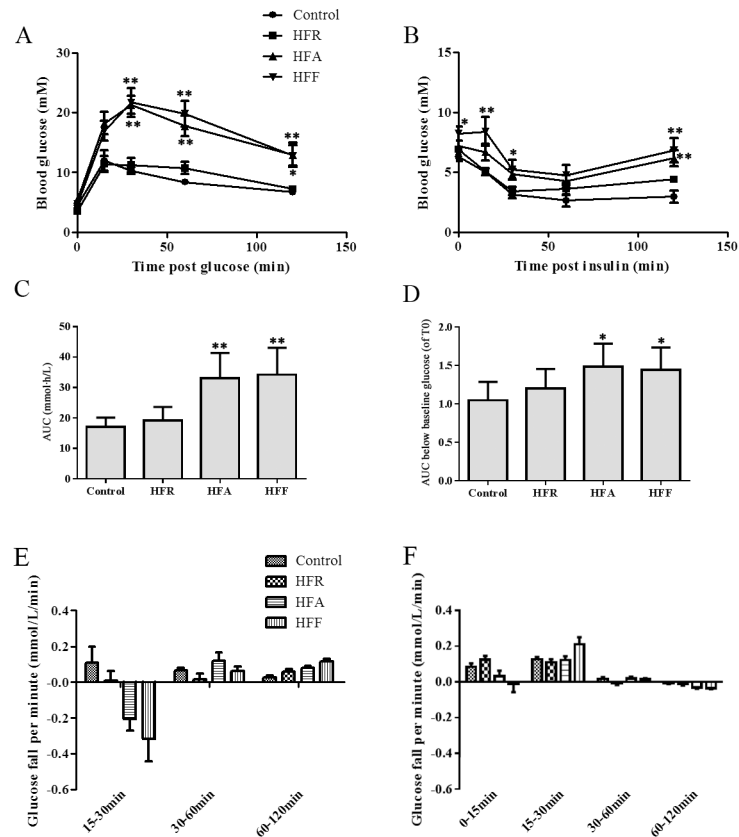 A
B
Control
HFR
HFA
HFF
Blood glucose (mM)
30
20
10
0
**
**
**
**
**
*
0
50
100
150
Time post glucose (min)
Blood glucose (mM)
15
10
5
0
*
**
*
**
**
0
50
100
150
Time post insulin (min)
C
D
AUC (mmol·h/L)
50
40
30
20
10
0
**
**
Control
HFR
HFA
HFF
AUC below baseline glucose (of T0)
2.0
1.5
1.0
0.5
0.0
*
*
Control
HFR
HFA
HFF
E
F
Control
HFR
HFA
HFF
Glucose fall per minute (mmol/L/min)
0.4
0.2
0.0
-0.2
-0.4
-0.6
15-30min
30-60min
60-120min
Glucose fall per minute (mmol/L/min)
0.4
0.2
0.0
-0.2
-0.4
-0.6
0-15min
15-30min
30-60min
60-120min